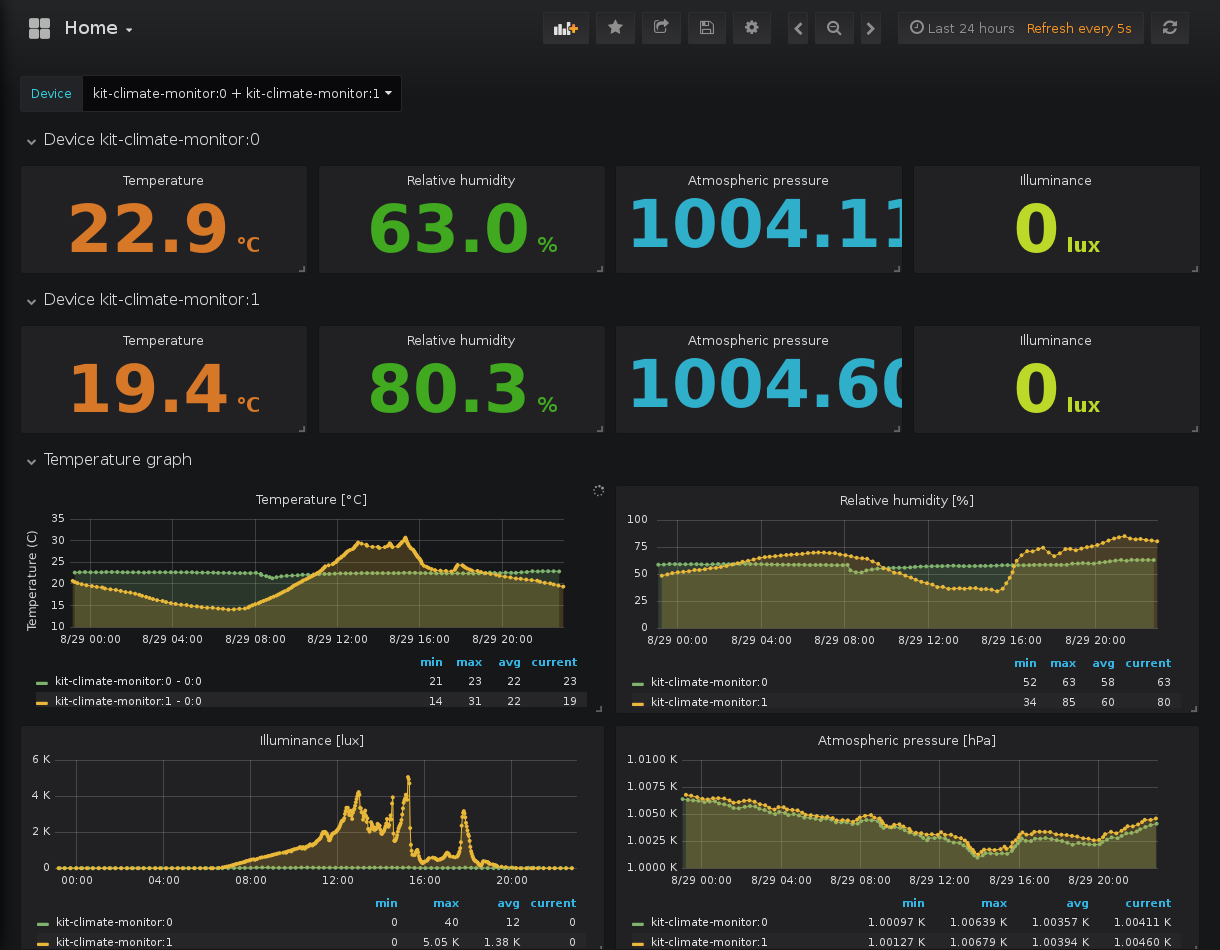 Home
Last 24 hours Refresh every 5s
Device kit-climate-monitor:0 + kit-climate-monitor:1
Device kit-climate-monitor:0
Temperature Relative humidity Atmospheric pressure Illuminance
22.9 °C 63.0 % 1004.11 0 lux
Device kit-climate-monitor:1
Temperature Relative humidity Atmospheric pressure Illuminance
19.4 °C 80.3 % 1004.60 0 lux
Temperature graph
Temperature [°C]
Temperature (C)
35
30
25
20
15
10
8/29 00:00 8/29 04:00 8/29 08:00 8/29 12:00 8/29 16:00 8/29 20:00
min max avg current
kit-climate-monitor:0 - 0:0 21 23 22 23
kit-climate-monitor:1 - 0:0 14 31 22 19
Relative humidity [%]
100
75
50
25
0
8/29 00:00 8/29 04:00 8/29 08:00 8/29 12:00 8/29 16:00 8/29 20:00
min max avg current
kit-climate-monitor:0 52 63 58 63
kit-climate-monitor:1 34 85 60 80
Illuminance [lux]
6 K
4 K
2 K
0
00:00 04:00 08:00 12:00 16:00 20:00
min max avg current
kit-climate-monitor:0 0 40 12 0
kit-climate-monitor:1 0 5.05 K 1.38 K 0
Atmospheric pressure [hPa]
1.0100 K
1.0075 K
1.0050 K
1.0025 K
1.0000 K
8/29 00:00 8/29 04:00 8/29 08:00 8/29 12:00 8/29 16:00 8/29 20:00
min max avg current
kit-climate-monitor:0 1.00097 K 1.00639 K 1.00357 K 1.00411 K
kit-climate-monitor:1 1.00127 K 1.00679 K 1.00394 K 1.00460 K